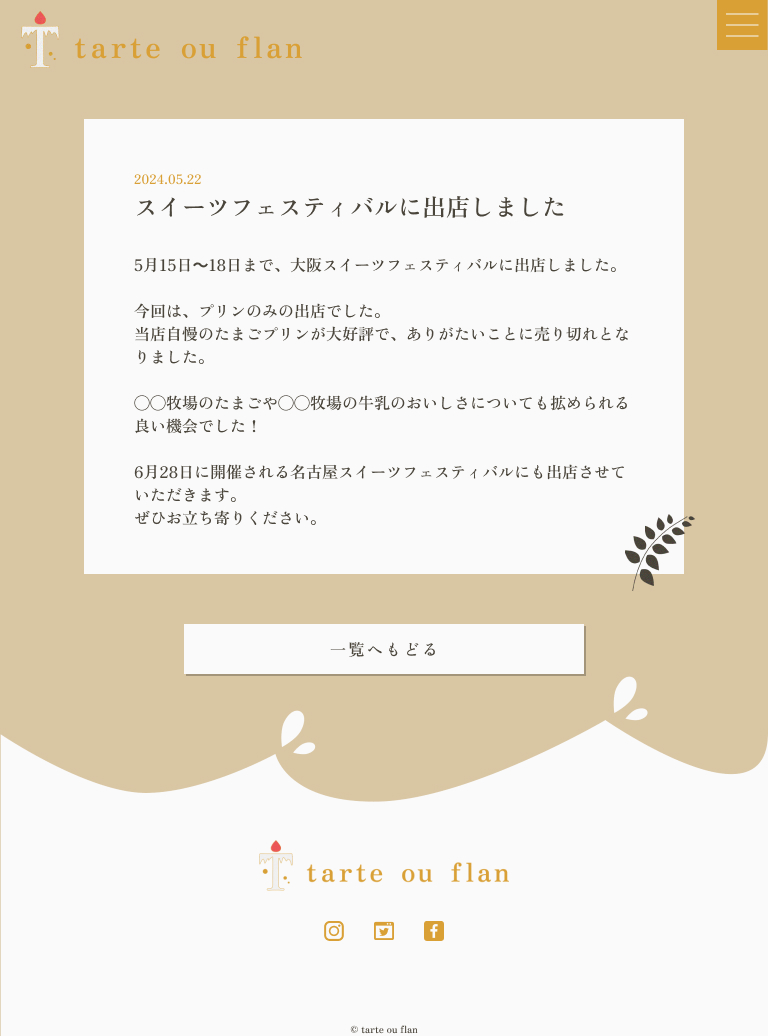 tarte ou flan
2024.05.22
スイーツフェスティバルに出店しました
5月15日〜18日まで、大阪スイーツフェスティバルに出店しました。
今回は、プリンのみの出店でした。
当店自慢のたまごプリンが大好評で、ありがたいことに売り切れとな
りました。
◯◯牧場のたまごや◯◯牧場の牛乳のおいしさについても拡められる
良い機会でした！
6月28日に開催される名古屋スイーツフェスティバルにも出店させて
いただきます。
ぜひお立ち寄りください。
一覧へもどる
tarte ou flan
© tarte ou flan